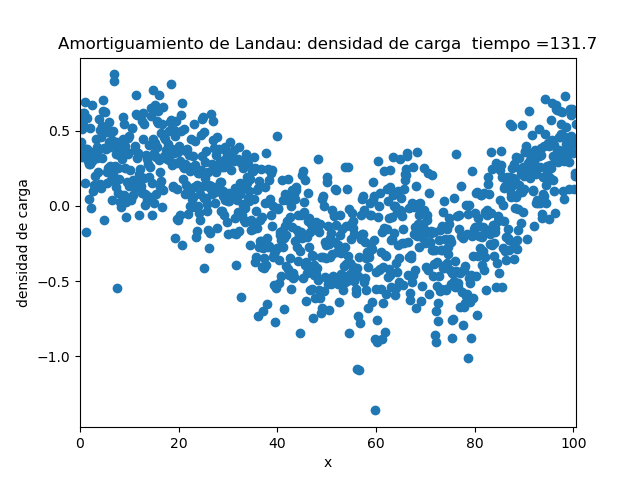 Amortiguamiento de Landau: densidad de carga  tiempo =131.7
densidad de carga
0.5
0.0
−0.5
−1.0
0 20 40 60 80 100
x